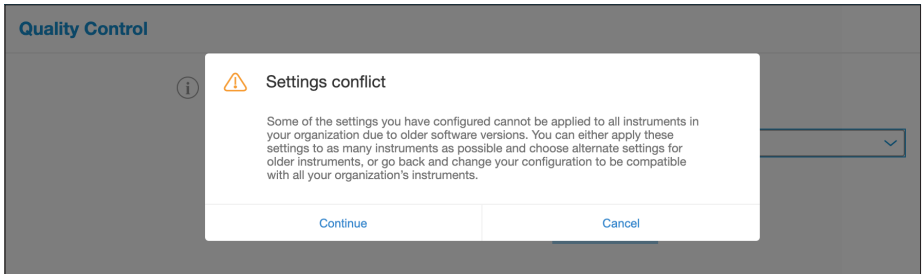 Quality Control
Settings conflict
Some of the settings you have configured cannot be applied to all instruments in
your organization due to older software versions. You can either apply these
settings to as many instruments as possible and choose alternate settings for
older instruments, or go back and change your configuration to be compatible
with all your organization's instruments.
Continue
Cancel